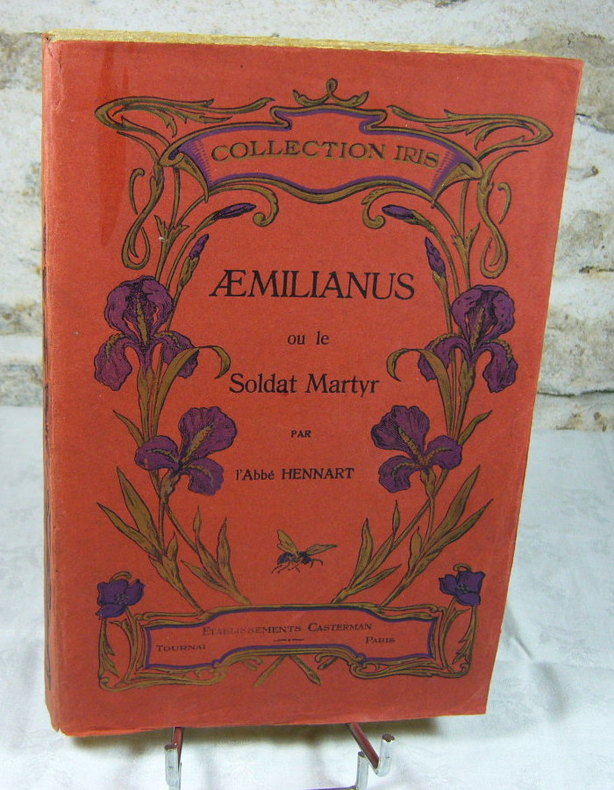 COLLECTION IRIS
ÆMILIANUS
ou le
Soldat Martyr
PAR
l'Abbé HENNART
ETABLISSEMENTS CASTERMAN
TOURNAI PARIS